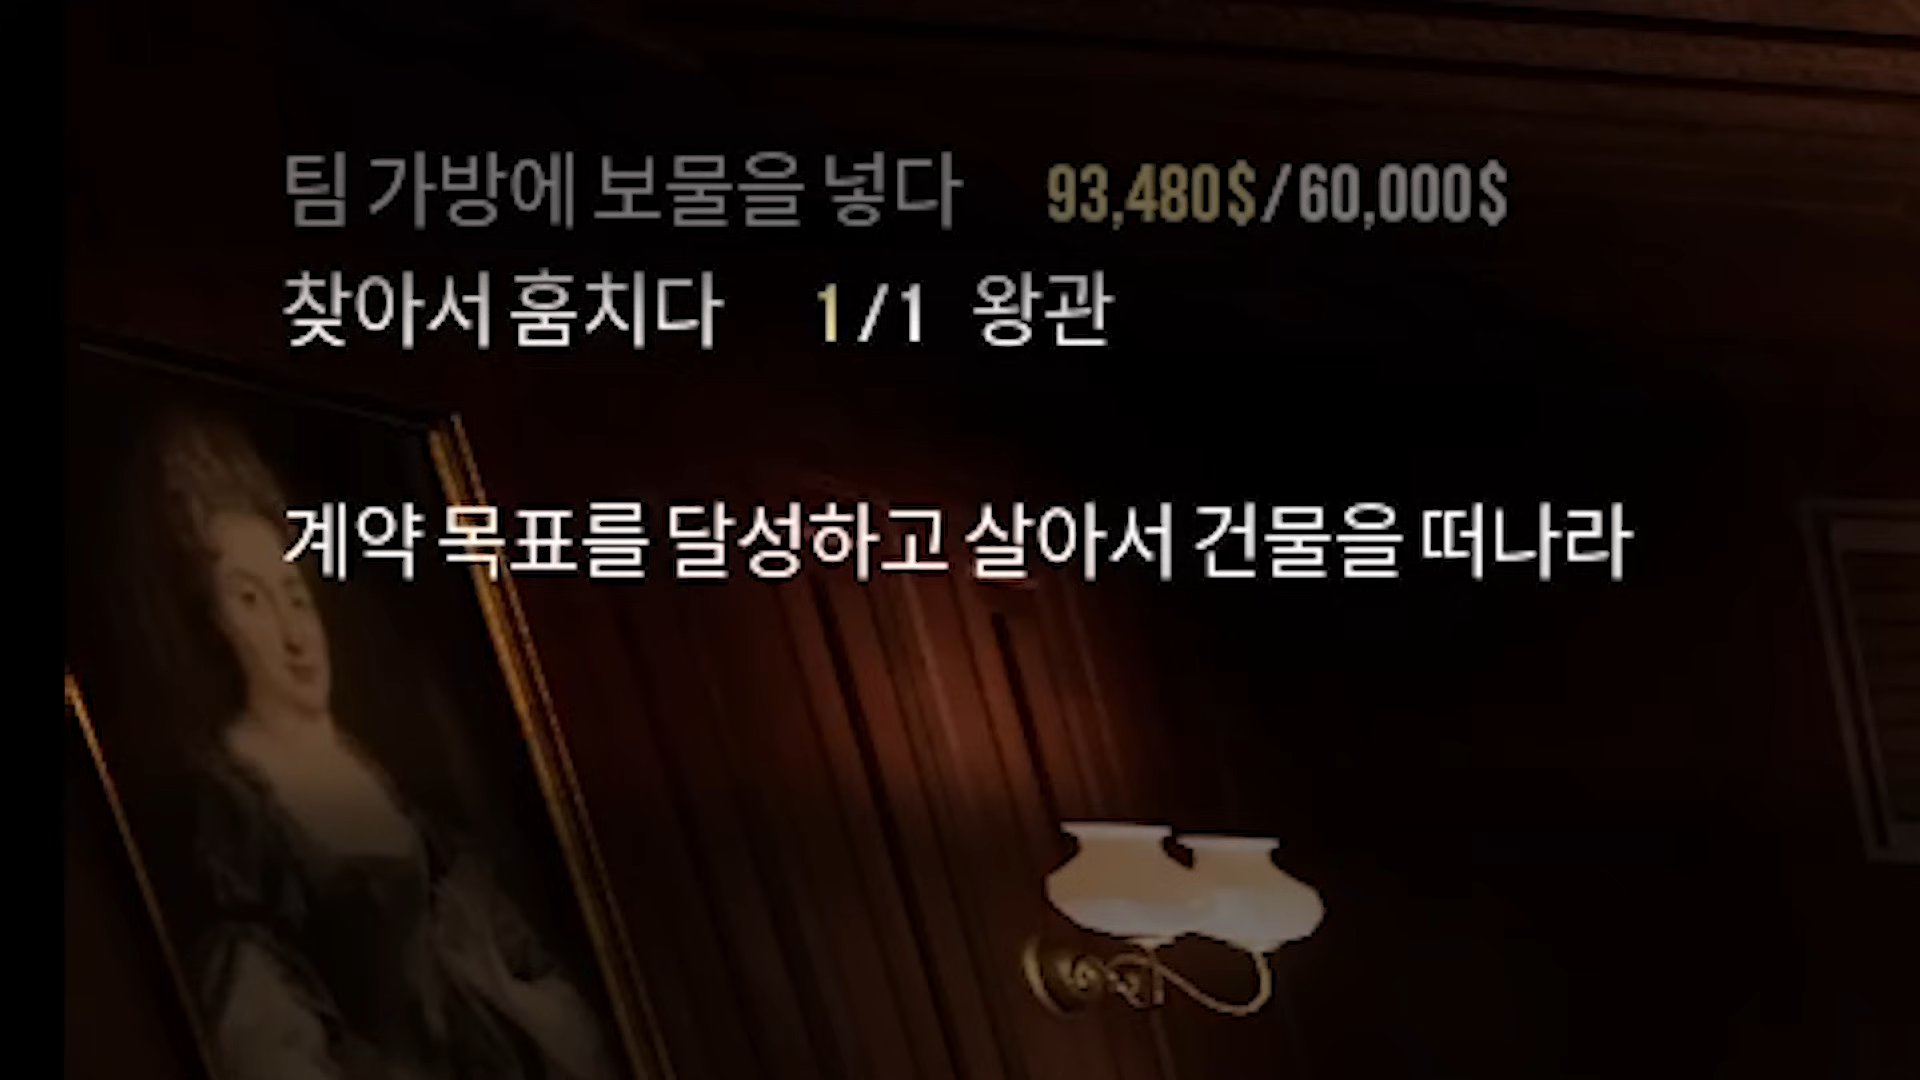 팀 가방에 보물을 넣다 93,480$/60,000$
찾아서 훔치다 1/1 왕관
계약 목표를 달성하고 살아서 건물을 떠나라